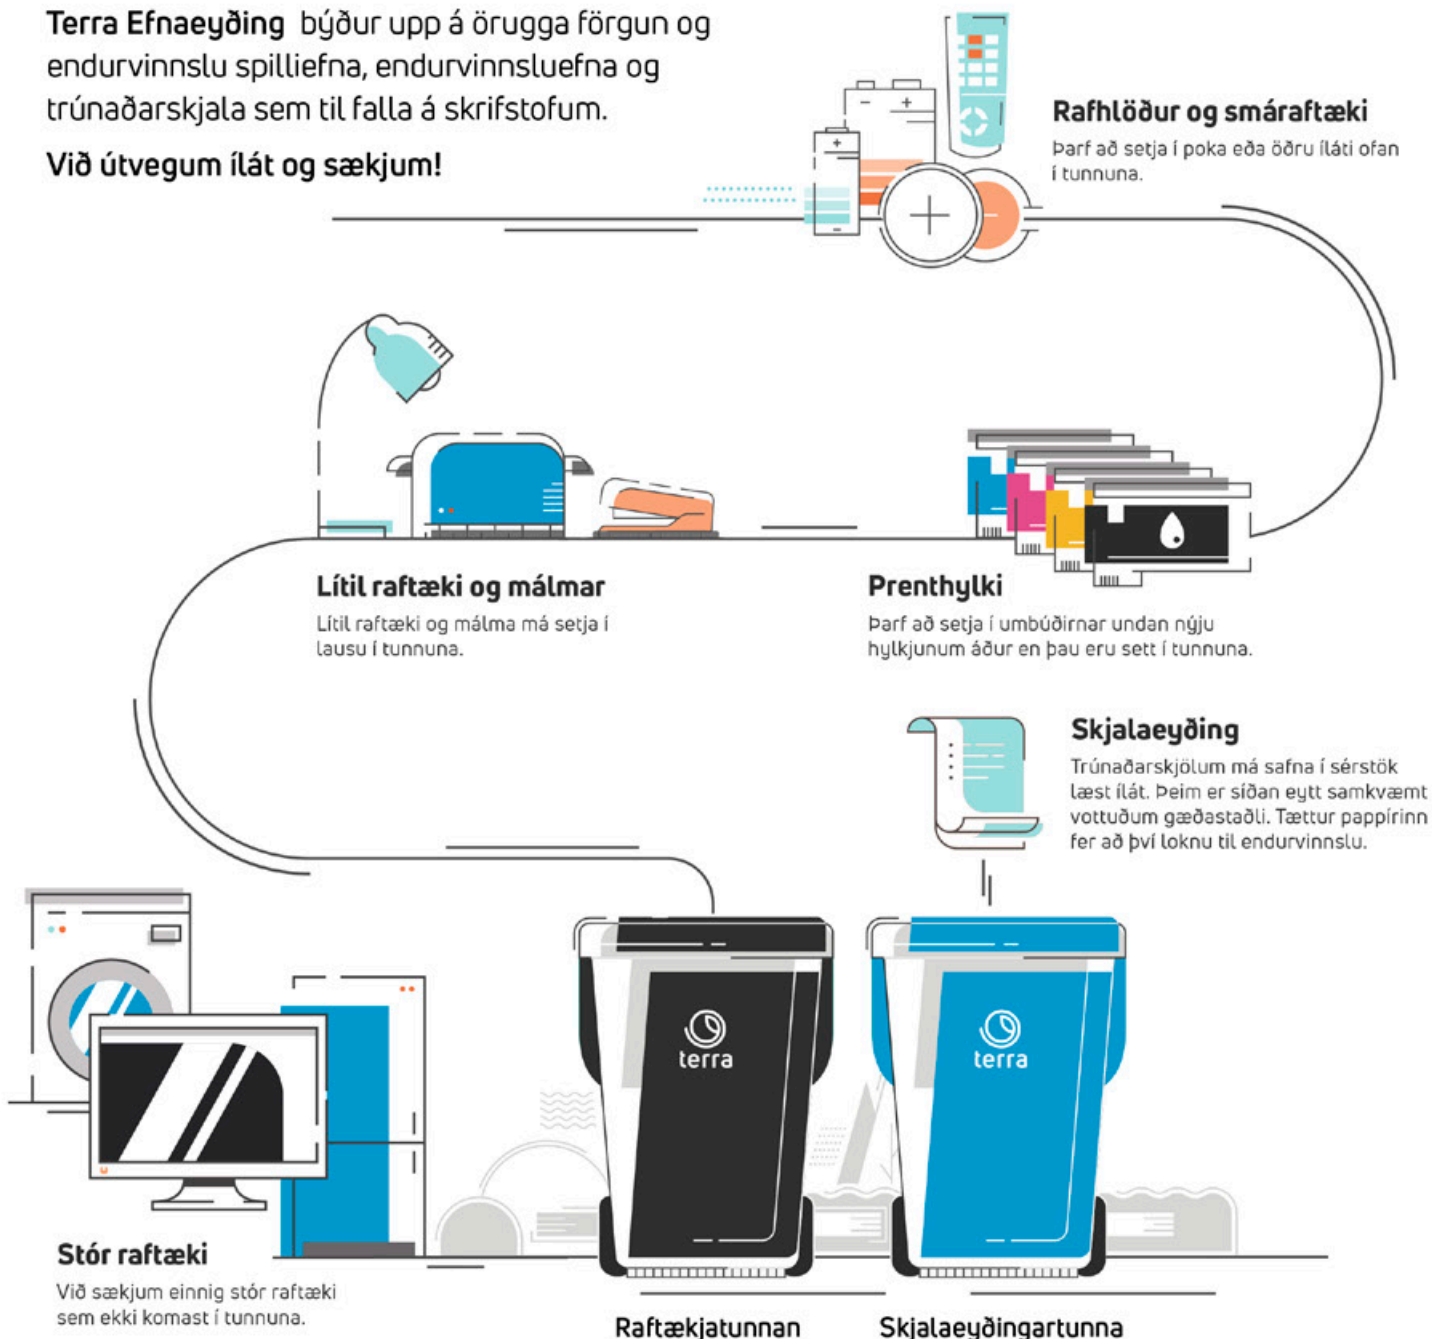 Terra Efnaeyðing býður upp á örugga förgun og
endurvinnslu spilliefna, endurvinnsluefna og
trúnaðarskjala sem til falla á skrifstofum.
Við útvegum ílát og sækjum!
Rafhlöður og smáraftæki
Þarf að setja í poka eða öðru íláti ofan
í tunnuna.
Lítil raftæki og málmar
Lítil raftæki og málma má setja í
lausu í tunnuna.
Prenthylki
Þarf að setja í umbúðirnar undan nýju
hylkjunum áður en þau eru sett í tunnuna.
Skjalaeyðing
Trúnaðarskjölum má safna í sérstök
læst ílát. Þeim er síðan eytt samkvæmt
vottuðum gæðastaðli. Tættur pappírinn
fer að því loknu til endurvinnslu.
terra
terra
Stór raftæki
Við sækjum einnig stór raftæki
sem ekki komast í tunnuna.
Raftækjatunnan
Skjalaeyðingartunna